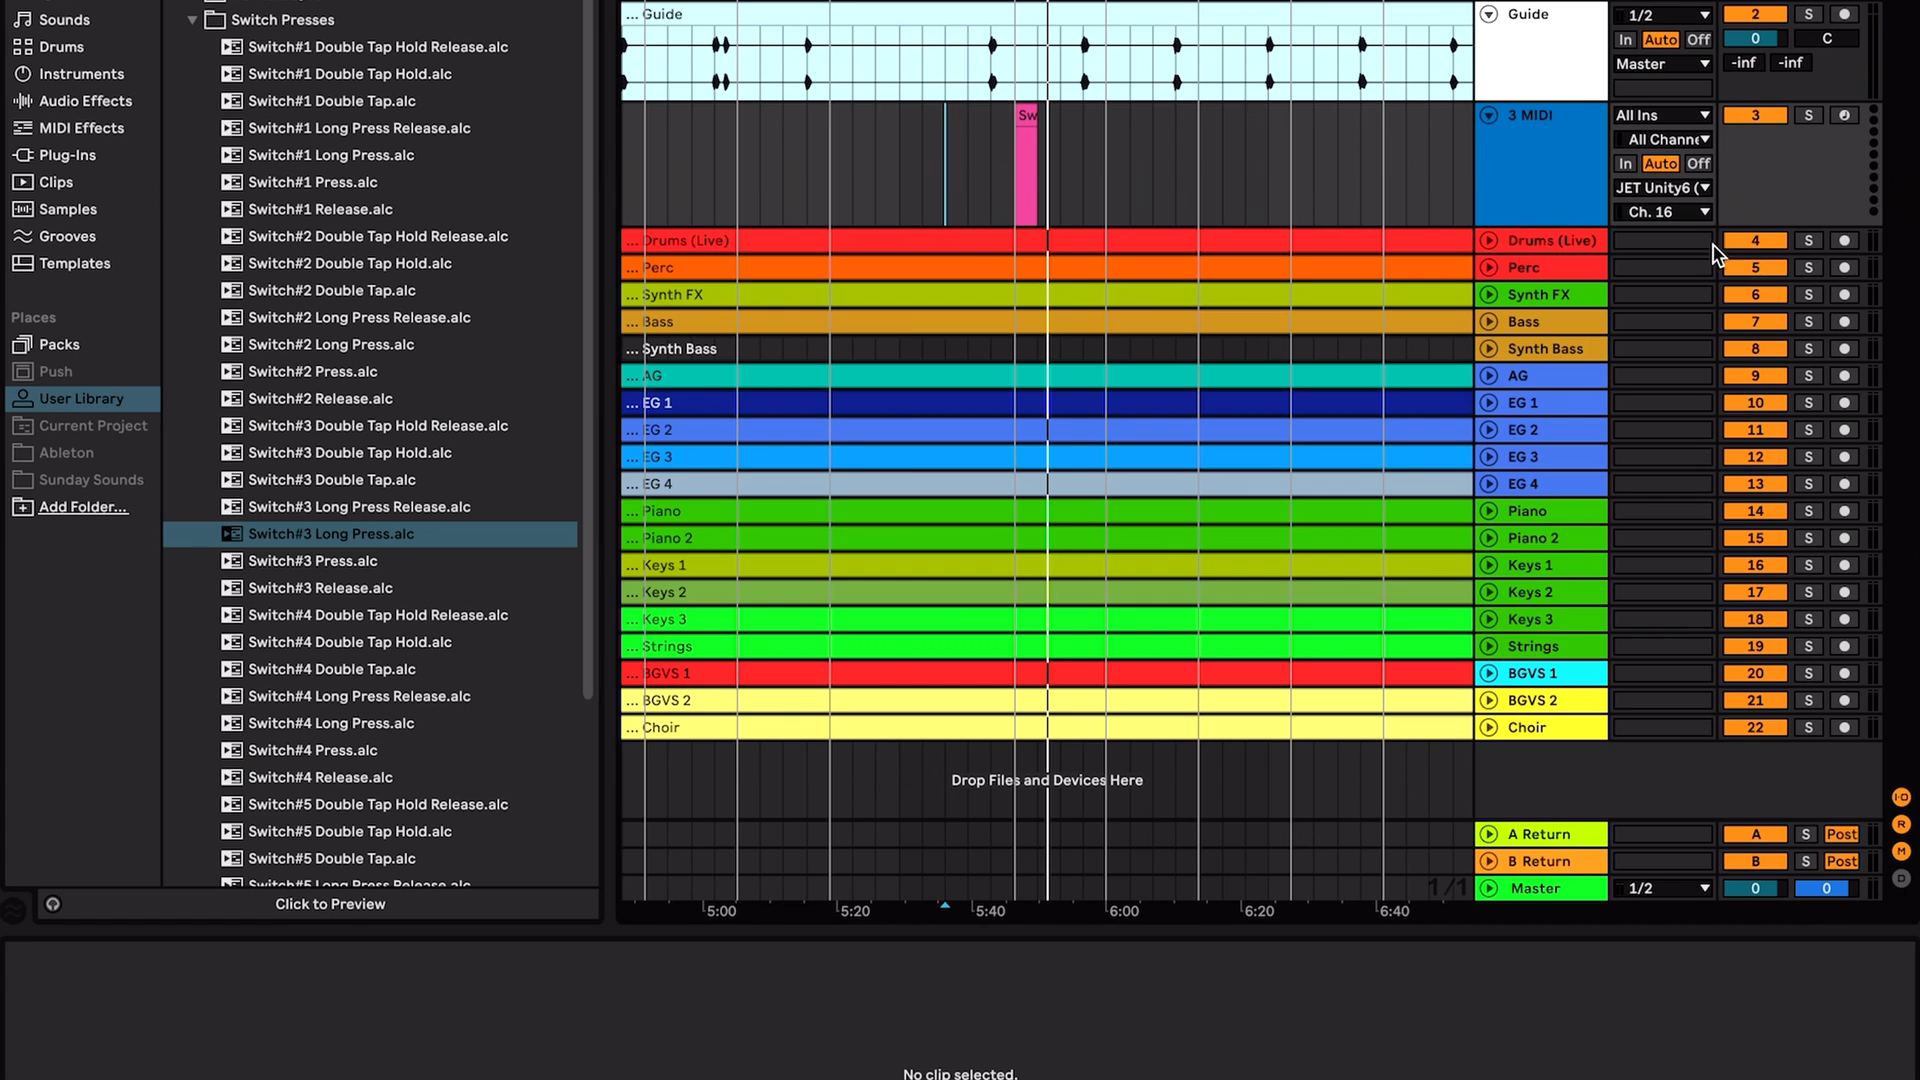 Sounds
Drums
Instruments
Audio Effects
MIDI Effects
Plug-Ins
Clips
Samples
Grooves
Templates
Places
Packs
Push
User Library
Current Project
Ableton
Sunday Sounds
Add Folder...
Switch Presses
Switch#1 Double Tap Hold Release.alc
Switch#1 Double Tap Hold.alc
Switch#1 Double Tap.alc
Switch#1 Long Press Release.alc
Switch#1 Long Press.alc
Switch#1 Press.alc
Switch#1 Release.alc
Switch#2 Double Tap Hold Release.alc
Switch#2 Double Tap Hold.alc
Switch#2 Double Tap.alc
Switch#2 Long Press Release.alc
Switch#2 Long Press.alc
Switch#2 Press.alc
Switch#2 Release.alc
Switch#3 Double Tap Hold Release.alc
Switch#3 Double Tap Hold.alc
Switch#3 Double Tap.alc
Switch#3 Long Press Release.alc
Switch#3 Long Press.alc
Switch#3 Press.alc
Switch#3 Release.alc
Switch#4 Double Tap Hold Release.alc
Switch#4 Double Tap Hold.alc
Switch#4 Double Tap.alc
Switch#4 Long Press Release.alc
Switch#4 Long Press.alc
Switch#4 Press.alc
Switch#4 Release.alc
Switch#5 Double Tap Hold Release.alc
Switch#5 Double Tap Hold.alc
Switch#5 Double Tap.alc
Switch#5 Long Press Release.alc
Click to Preview
... Guide Guide 1/2 2 S
In Auto Off 0 C
Master -inf -inf
Sw 3 MIDI All Ins 3 S
All Channe
In Auto Off
JET Unity6 (
Ch. 16
... Drums (Live) Drums (Live) 4 S
... Perc Perc 5 S
... Synth FX Synth FX 6 S
... Bass Bass 7 S
... Synth Bass Synth Bass 8 S
... AG AG 9 S
... EG 1 EG 1 10 S
... EG 2 EG 2 11 S
... EG 3 EG 3 12 S
... EG 4 EG 4 13 S
... Piano Piano 14 S
... Piano 2 Piano 2 15 S
... Keys 1 Keys 1 16 S
... Keys 2 Keys 2 17 S
... Keys 3 Keys 3 18 S
... Strings Strings 19 S
... BGVS 1 BGVS 1 20 S
... BGVS 2 BGVS 2 21 S
... Choir Choir 22 S
Drop Files and Devices Here
I·O
A Return A S Post R
B Return B S Post M
1/1 Master 1/2 0 0 D
5:00 5:20 5:40 6:00 6:20 6:40
No clip selected.